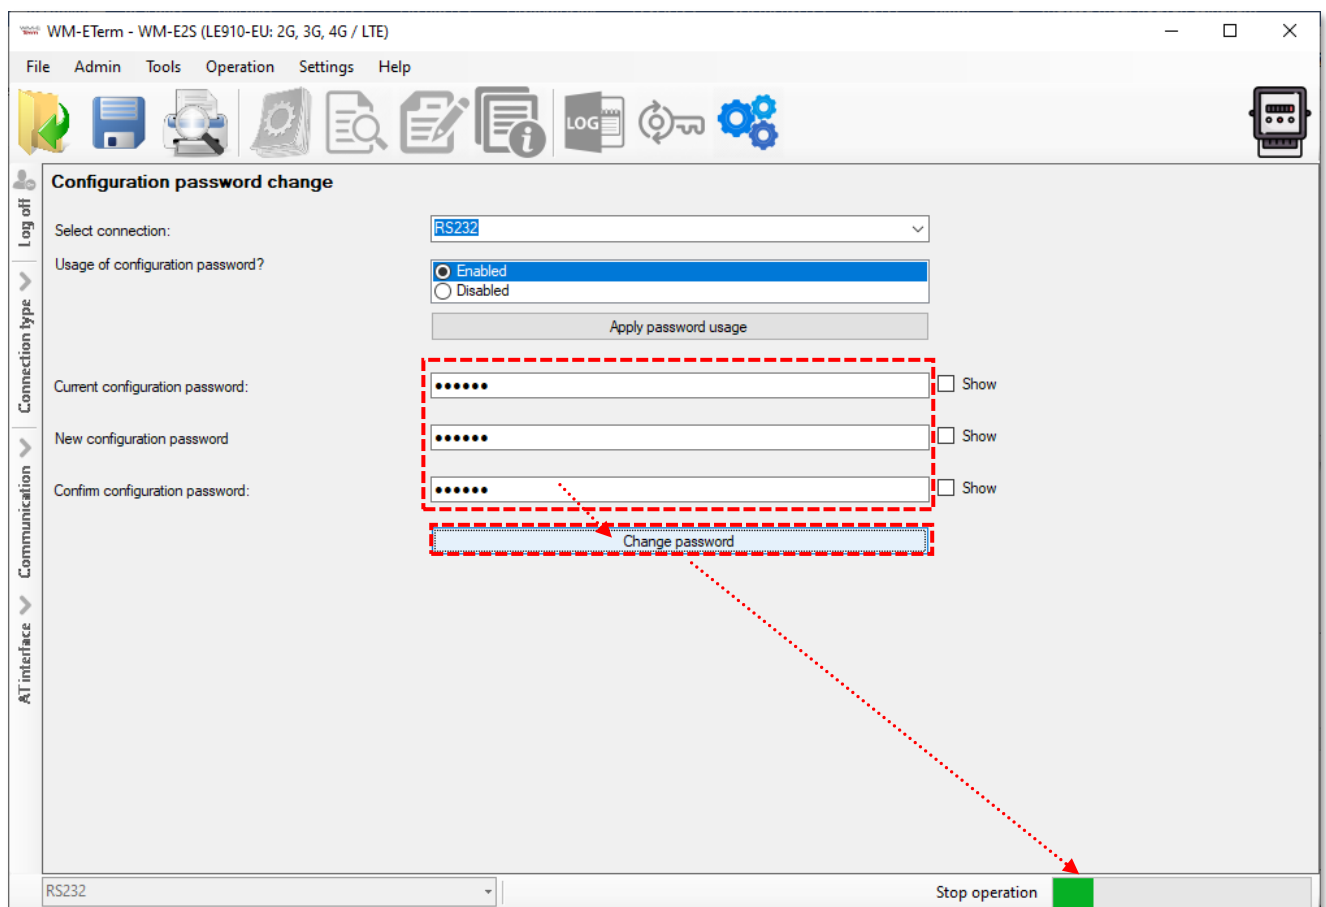 WM-ETerm - WM-E2S (LE910-EU: 2G, 3G, 4G / LTE)
File Admin Tools Operation Settings Help
LOG
Log off
Connection type
Communication
AT interface
Configuration password change
Select connection:
RS232
Usage of configuration password?
Enabled
Disabled
Apply password usage
Current configuration password:
●●●●●●
Show
New configuration password
●●●●●●
Show
Confirm configuration password:
●●●●●●
Show
Change password
RS232
Stop operation